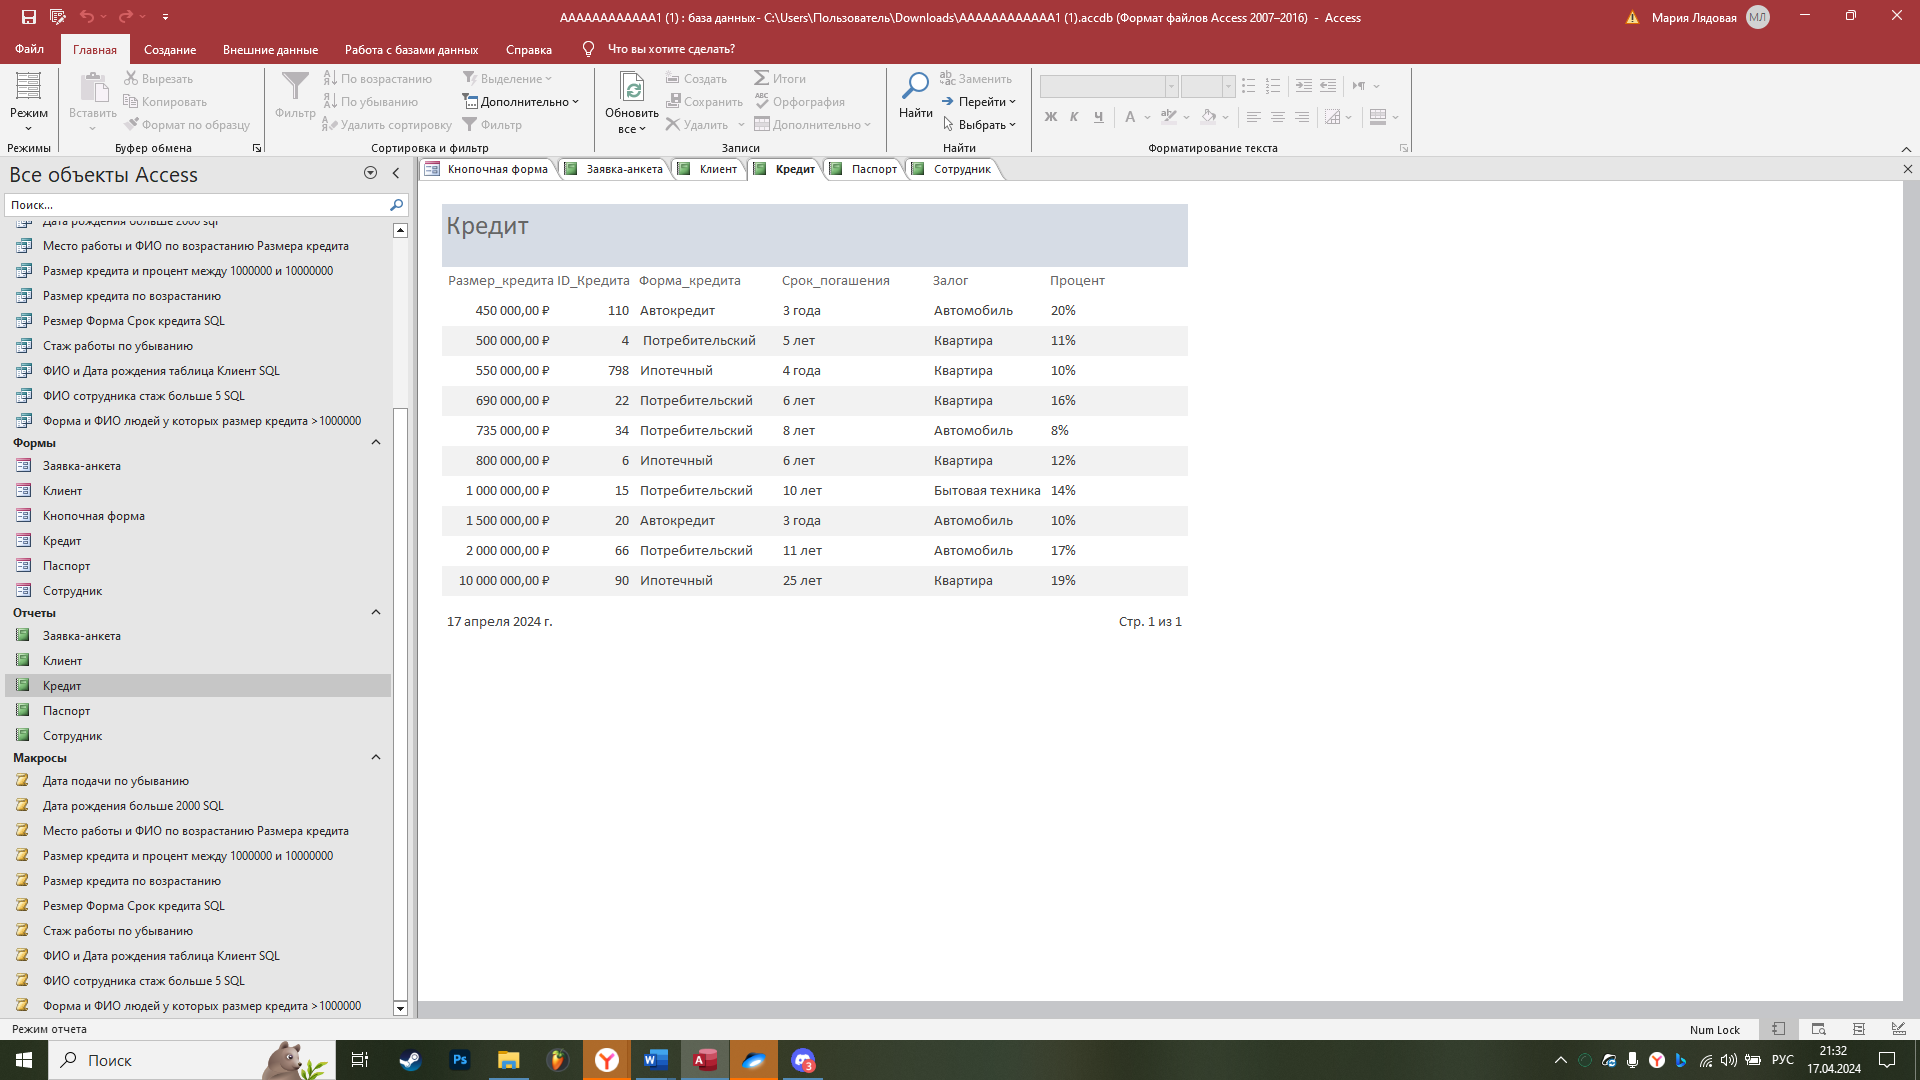 АААААААААААА1 (1) : база данных- C:\Users\Пользователь\Downloads\АААААААААААА1 (1).accdb (Формат файлов Access 2007–2016) - Access
Мария Лядовая
МЛ
Файл
Главная
Создание
Внешние данные
Работа с базами данных
Справка
Что вы хотите сделать?
Режим
Режимы
Вставить
Вырезать
Копировать
Формат по образцу
Буфер обмена
Фильтр
По возрастанию
По убыванию
Удалить сортировку
Выделение
Дополнительно
Фильтр
Сортировка и фильтр
Обновить
все
Создать
Сохранить
Удалить
Итоги
Орфография
Дополнительно
Записи
Найти
Заменить
Перейти
Выбрать
Найти
Ж К Ч
А
Форматирование текста
Все объекты Access
Поиск...
Дата рождения больше 2000 sql
Место работы и ФИО по возрастанию Размера кредита
Размер кредита и процент между 1000000 и 10000000
Размер кредита по возрастанию
Резмер Форма Срок кредита SQL
Стаж работы по убыванию
ФИО и Дата рождения таблица Клиент SQL
ФИО сотрудника стаж больше 5 SQL
Форма и ФИО людей у которых размер кредита >1000000
Формы
Заявка-анкета
Клиент
Кнопочная форма
Кредит
Паспорт
Сотрудник
Отчеты
Заявка-анкета
Клиент
Кредит
Паспорт
Сотрудник
Макросы
Дата подачи по убыванию
Дата рождения больше 2000 SQL
Место работы и ФИО по возрастанию Размера кредита
Размер кредита и процент между 1000000 и 10000000
Размер кредита по возрастанию
Резмер Форма Срок кредита SQL
Стаж работы по убыванию
ФИО и Дата рождения таблица Клиент SQL
ФИО сотрудника стаж больше 5 SQL
Форма и ФИО людей у которых размер кредита >1000000
Кнопочная форма
Заявка-анкета
Клиент
Кредит
Паспорт
Сотрудник
Кредит
Размер_кредита ID_Кредита Форма_кредита Срок_погашения Залог Процент
450 000,00 ₽ 110 Автокредит 3 года Автомобиль 20%
500 000,00 ₽ 4 Потребительский 5 лет Квартира 11%
550 000,00 ₽ 798 Ипотечный 4 года Квартира 10%
690 000,00 ₽ 22 Потребительский 6 лет Квартира 16%
735 000,00 ₽ 34 Потребительский 8 лет Автомобиль 8%
800 000,00 ₽ 6 Ипотечный 6 лет Квартира 12%
1 000 000,00 ₽ 15 Потребительский 10 лет Бытовая техника 14%
1 500 000,00 ₽ 20 Автокредит 3 года Автомобиль 10%
2 000 000,00 ₽ 66 Потребительский 11 лет Автомобиль 17%
10 000 000,00 ₽ 90 Ипотечный 25 лет Квартира 19%
17 апреля 2024 г. Стр. 1 из 1
Режим отчета
Num Lock
Поиск
Ps
3
РУС
21:32
17.04.2024